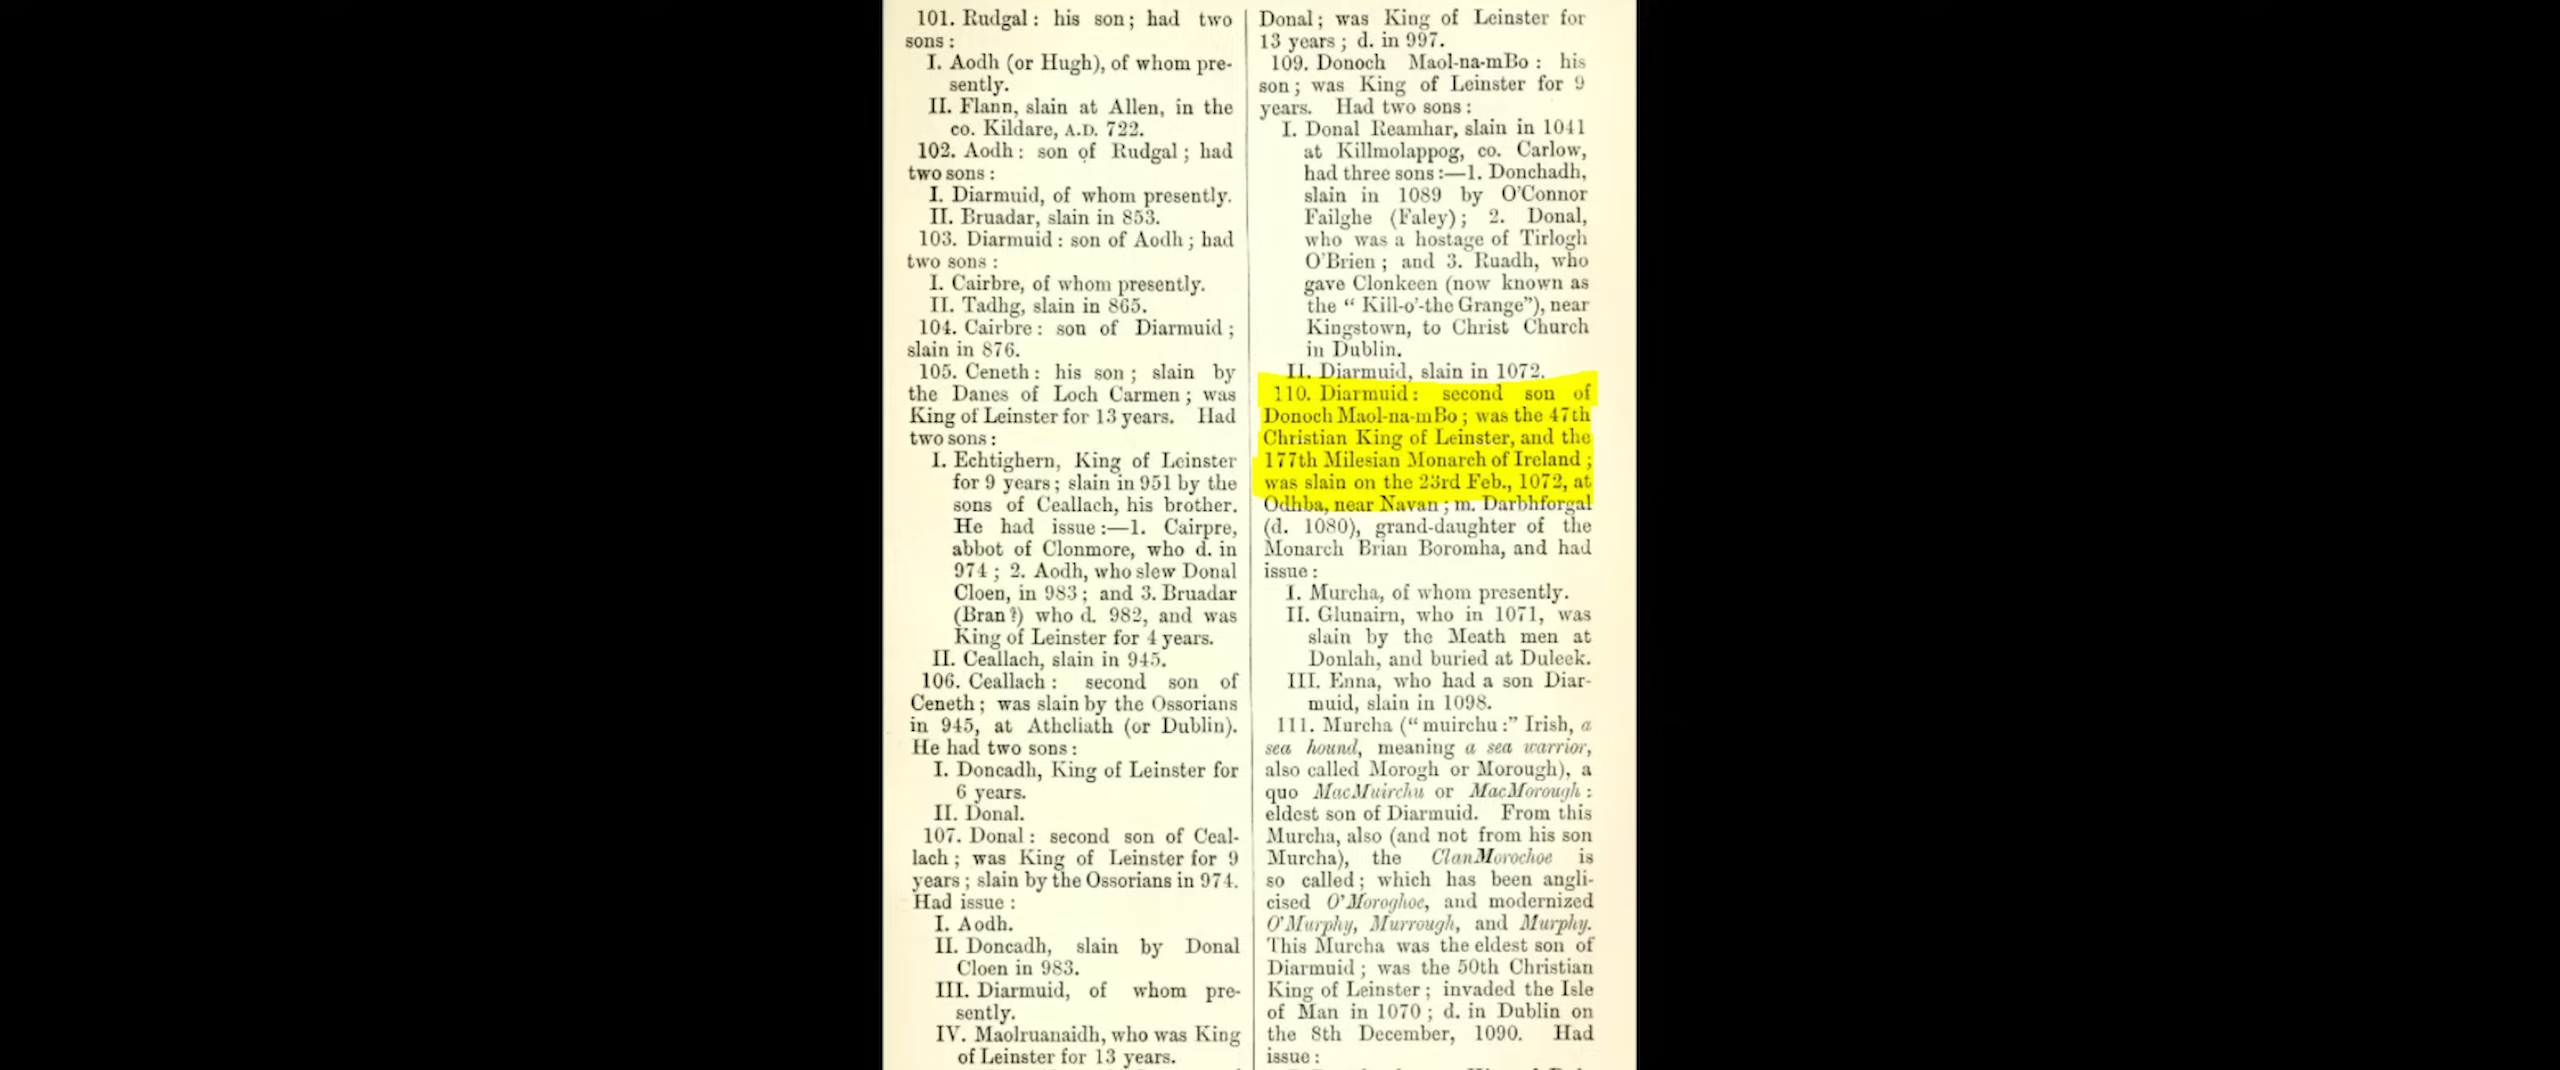 101. Rudgal : his son ; had two
sons :
I. Aodh (or Hugh), of whom pre-
sently.
II. Flann, slain at Allen, in the
co. Kildare, A.D. 722.
102. Aodh : son of Rudgal ; had
two sons :
I. Diarmuid, of whom presently.
II. Bruadar, slain in 853.
103. Diarmuid : son of Aodh ; had
two sons :
I. Cairbre, of whom presently.
II. Tadhg, slain in 865.
104. Cairbre : son of Diarmuid ;
slain in 876.
105. Ceneth : his son ; slain by
the Danes of Loch Carmen ; was
King of Leinster for 13 years. Had
two sons :
I. Echtighern, King of Leinster
for 9 years ; slain in 951 by the
sons of Ceallach, his brother.
He had issue :—1. Cairpre,
abbot of Clonmore, who d. in
974 ; 2. Aodh, who slew Donal
Cloen, in 983 ; and 3. Bruadar
(Bran ?) who d. 982, and was
King of Leinster for 4 years.
II. Ceallach, slain in 945.
106. Ceallach : second son of
Ceneth ; was slain by the Ossorians
in 945, at Athcliath (or Dublin).
He had two sons :
I. Doncadh, King of Leinster for
6 years.
II. Donal.
107. Donal : second son of Ceal-
lach ; was King of Leinster for 9
years ; slain by the Ossorians in 974.
Had issue :
I. Aodh.
II. Doncadh, slain by Donal
Cloen in 983.
III. Diarmuid, of whom pre-
sently.
IV. Maolruanaidh, who was King
of Leinster for 13 years.
Donal ; was King of Leinster for
13 years ; d. in 997.
109. Donoch Maol-na-mBo : his
son ; was King of Leinster for 9
years. Had two sons :
I. Donal Reamhar, slain in 1041
at Killmolappog, co. Carlow,
had three sons :—1. Donchadh,
slain in 1089 by O'Connor
Failghe (Faley) ; 2. Donal,
who was a hostage of Tirlogh
O'Brien ; and 3. Ruadh, who
gave Clonkeen (now known as
the " Kill-o'-the Grange"), near
Kingstown, to Christ Church
in Dublin.
II. Diarmuid, slain in 1072.
110. Diarmuid : second son of
Donoch Maol-na-mBo ; was the 47th
Christian King of Leinster, and the
177th Milesian Monarch of Ireland ;
was slain on the 23rd Feb., 1072, at
Odhba, near Navan ; m. Darbhforgal
(d. 1080), grand-daughter of the
Monarch Brian Boromha, and had
issue :
I. Murcha, of whom presently.
II. Glunairn, who in 1071, was
slain by the Meath men at
Donlah, and buried at Duleek.
III. Enna, who had a son Diar-
muid, slain in 1098.
111. Murcha (" muirchu :" Irish, a
sea hound, meaning a sea warrior,
also called Morogh or Morough), a
quo MacMuirchu or MacMorough :
eldest son of Diarmuid. From this
Murcha, also (and not from his son
Murcha), the ClanMorochoe is
so called ; which has been angli-
cised O'Moroghoe, and modernized
O'Murphy, Murrough, and Murphy.
This Murcha was the eldest son of
Diarmuid ; was the 50th Christian
King of Leinster ; invaded the Isle
of Man in 1070 ; d. in Dublin on
the 8th December, 1090. Had
issue :